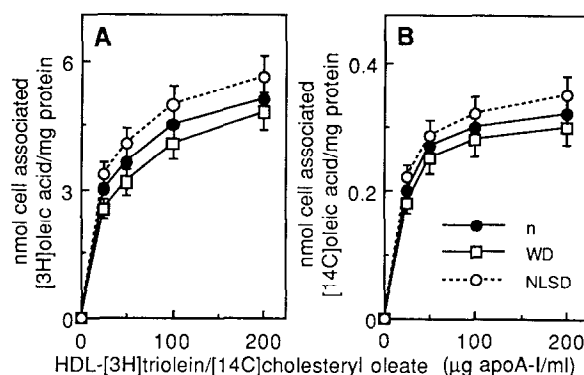 A
B
nmol cell associated
[3H]oleic acid/mg protein
6
3
0
nmol cell associated
[14C]oleic acid/mg protein
0.4
0.2
0
n
WD
NLSD
0 100 200
0 100 200
HDL-[3H]triolein/[14C]cholesteryl oleate (µg apoA-I/ml)